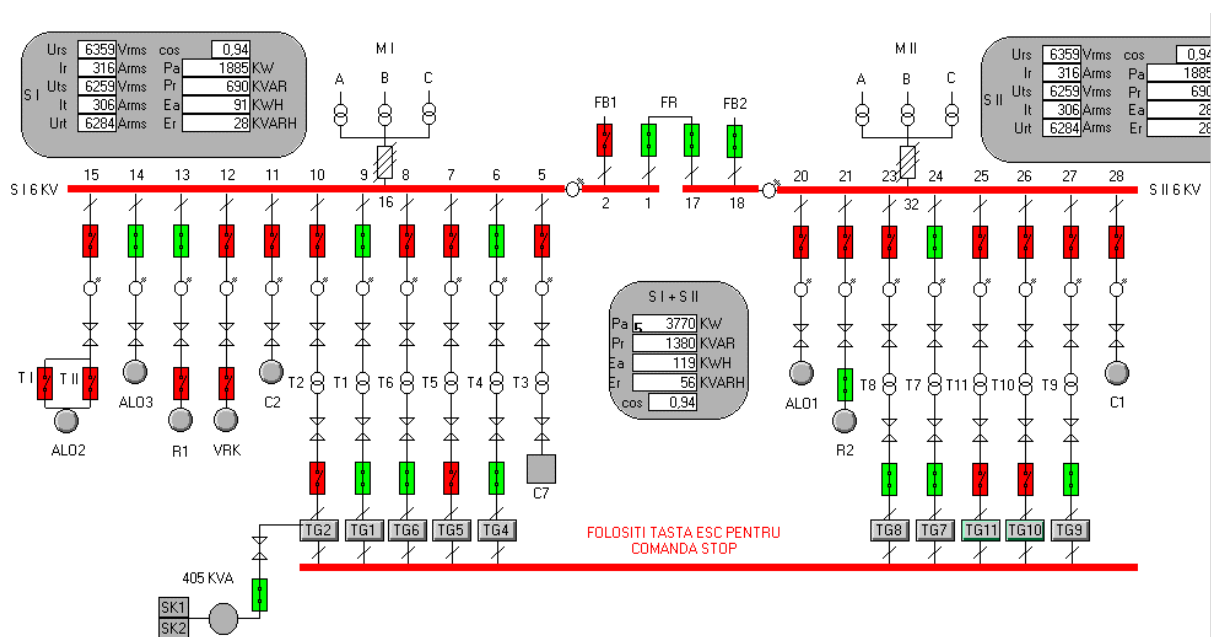 Urs 6359 Vrms cos 0,94
Ir 316 Arms Pa 1885 KW
S I Uts 6259 Vrms Pr 690 KVAR
It 306 Arms Ea 91 KWH
Urt 6284 Arms Er 28 KVARH
M I
A B C
FB1 FR FB2
M II
A B C
Urs 6359 Vrms cos 0,94
Ir 316 Arms Pa 1885
S II Uts 6259 Vrms Pr 690
It 306 Arms Ea 28
Urt 6284 Arms Er 28
15 14 13 12 11 10 9 8 7 6 5
20 21 23 24 25 26 27 28
S I 6 KV
S II 6 KV
16 2 1 17 18 32
S I + S II
Pa 3770 KW
Pr 1380 KVAR
Ea 119 KWH
Er 56 KVARH
cos 0,94
T I T II ALO3 C2 T2 T1 T6 T5 T4 T3
ALO1 T8 T7 T11 T10 T9 C1
ALO2 R1 VRK R2
C7
TG2 TG1 TG6 TG5 TG4
TG8 TG7 TG11 TG10 TG9
FOLOSITI TASTA ESC PENTRU
COMANDA STOP
405 KVA
SK1
SK2